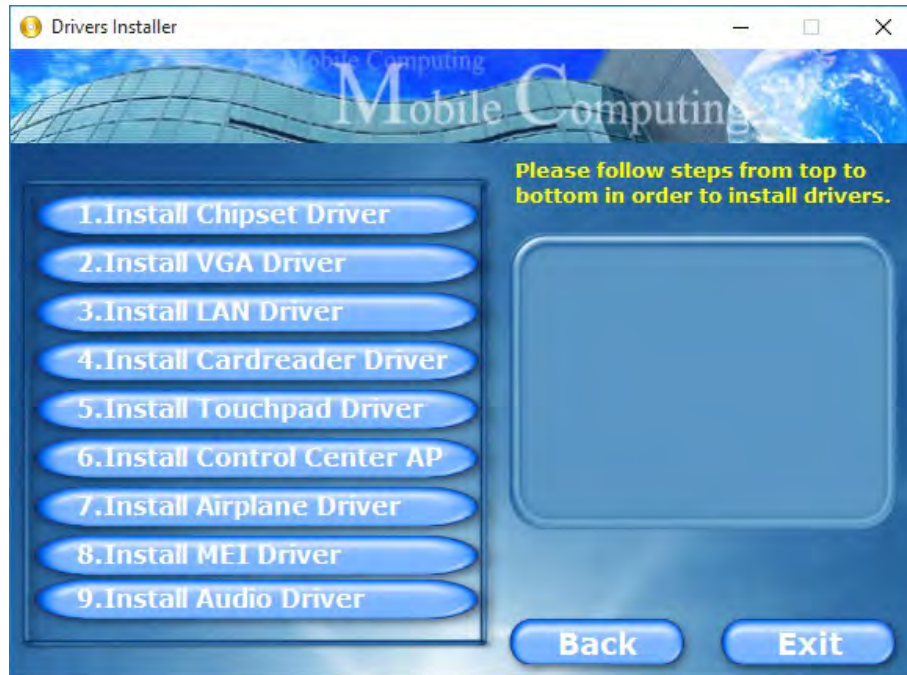 Drivers Installer
Mobile Computing
Mobile Computing
Please follow steps from top to
bottom in order to install drivers.
1.Install Chipset Driver
2.Install VGA Driver
3.Install LAN Driver
4.Install Cardreader Driver
5.Install Touchpad Driver
6.Install Control Center AP
7.Install Airplane Driver
8.Install MEI Driver
9.Install Audio Driver
Back
Exit